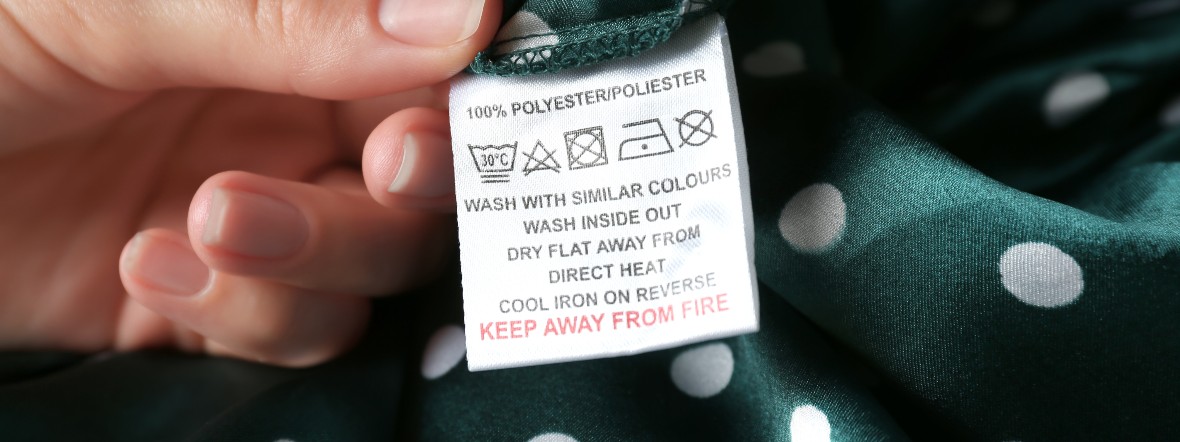 100% POLYESTER/POLIESTER
30°C
WASH WITH SIMILAR COLOURS
WASH INSIDE OUT
DRY FLAT AWAY FROM
DIRECT HEAT
COOL IRON ON REVERSE
KEEP AWAY FROM FIRE